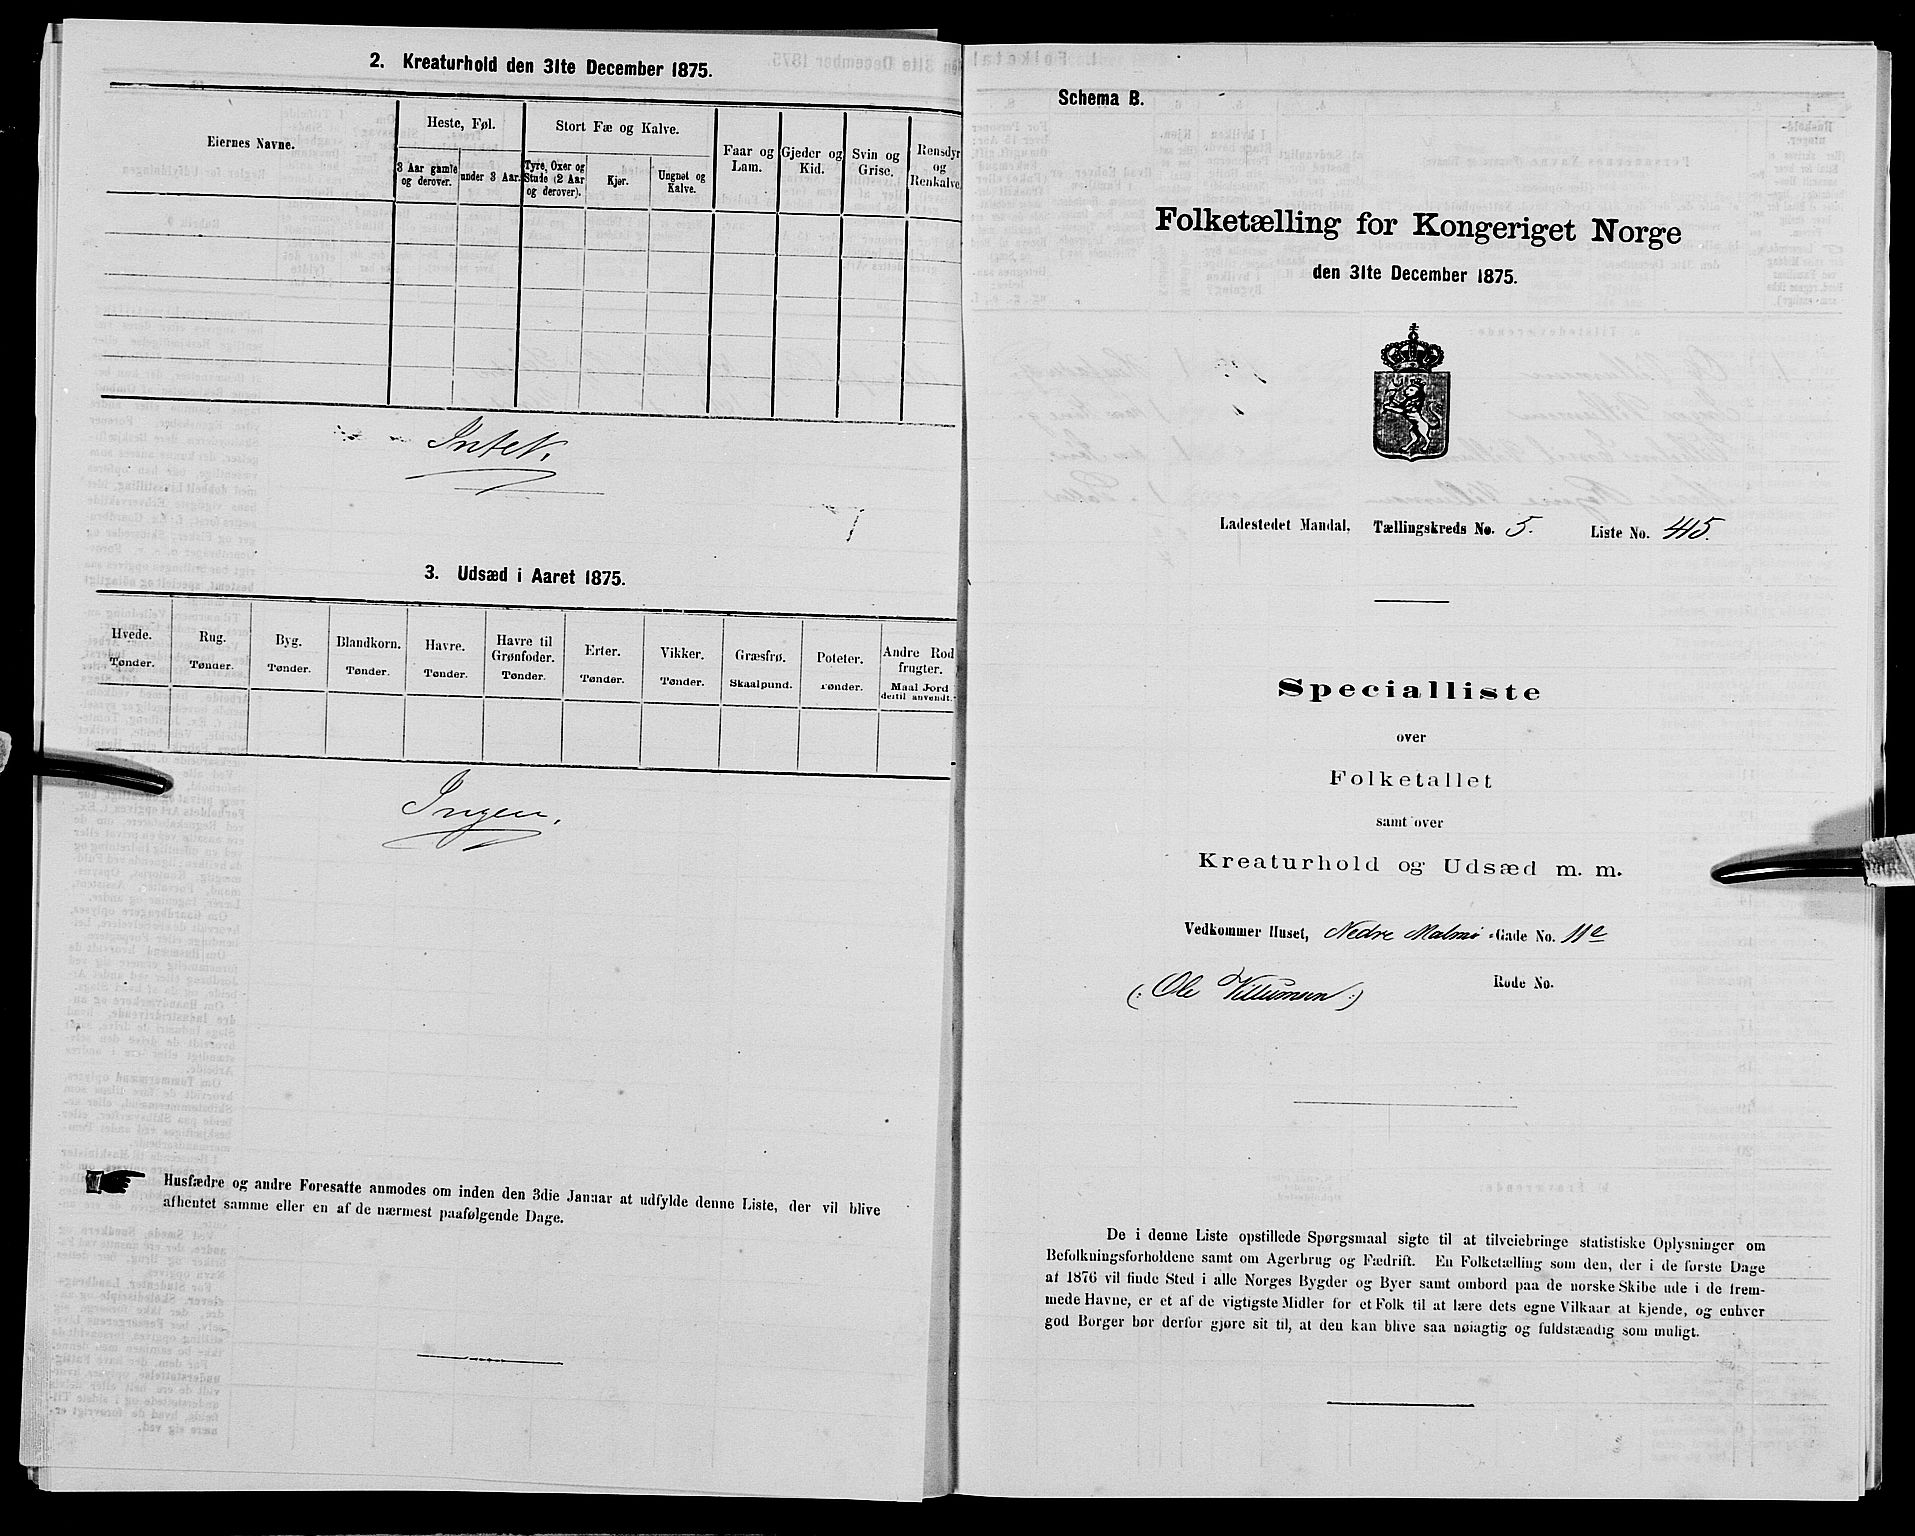 2. Kreaturhold den 31te December 1875.
Eiernes Navne.
Heste, Føl.
3 Aar gamle og derover.
under 3 Aar.
Stort Fæ og Kalve.
Tyre, Oxer og Stude (2 Aar og derover).
Kjør.
Ungnøt og Kalve.
Faar og Lam.
Gjeder og Kid.
Svin og Grise.
Rensdyr og Renkalve.
Intet.
3. Udsæd i Aaret 1875.
Hvede. Tønder.
Rug. Tønder.
Byg. Tønder.
Blandkorn. Tønder.
Havre. Tønder.
Havre til Grønfoder. Tønder.
Erter. Tønder.
Vikker. Tønder.
Græsfrø. Skaalpund.
Poteter. Tønder.
Andre Rodfrugter. Maal Jord dertil anvendt.
Ingen.
Husfædre og andre Foresatte anmodes om inden den 3die Januar at udfylde denne Liste, der vil blive
afhentet samme eller en af de nærmest paafølgende Dage.
Schema B.
Folketælling for Kongeriget Norge
den 31te December 1875.
Ladestedet Mandal, Tællingskreds No. 5. Liste No. 415.
Specialliste
over
Folketallet
samt over
Kreaturhold og Udsæd m. m.
Vedkommer Huset, Nedre Malmø-Gade No. 11e
(: Ole Villumsen :) Rode No.
De i denne Liste opstillede Spørgsmaal sigte til at tilveiebringe statistiske Oplysninger om
Befolkningsforholdene samt om Agerbrug og Fædrift. En Folketælling som den, der i de første Dage
af 1876 vil finde Sted i alle Norges Bygder og Byer samt ombord paa de norske Skibe ude i de frem-
mede Havne, er et af de vigtigste Midler for et Folk til at lære dets egne Vilkaar at kjende, og enhver
god Borger bør derfor gjøre sit til, at den kan blive saa nøiagtig og fuldstændig som muligt.